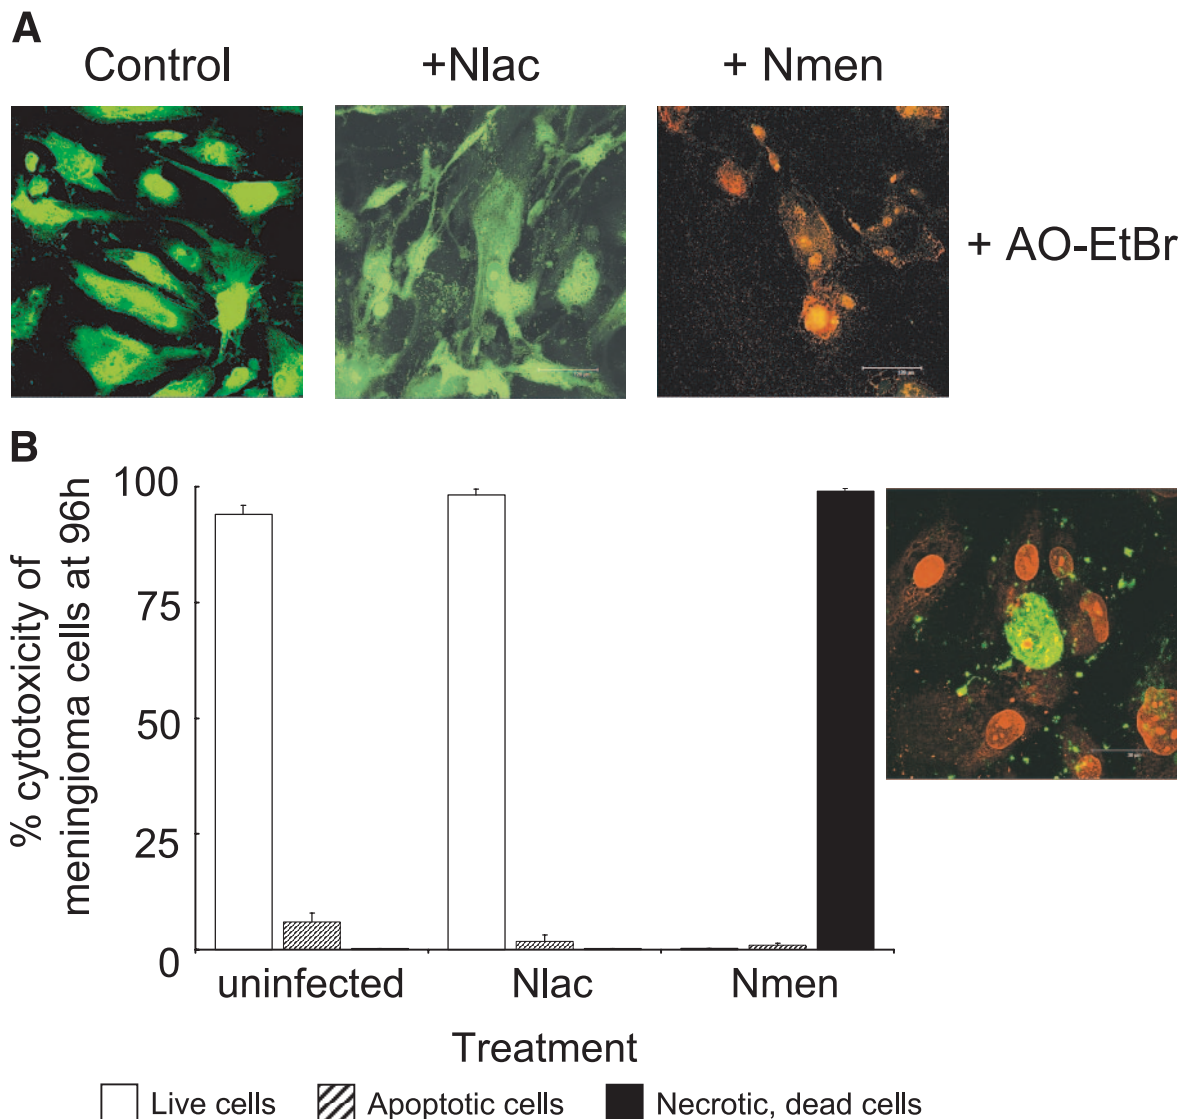 A
Control
+Nlac
+ Nmen
+ AO-EtBr
B
% cytotoxicity of
meningioma cells at 96h
100
75
50
25
0
uninfected
Nlac
Nmen
Treatment
Live cells
Apoptotic cells
Necrotic, dead cells